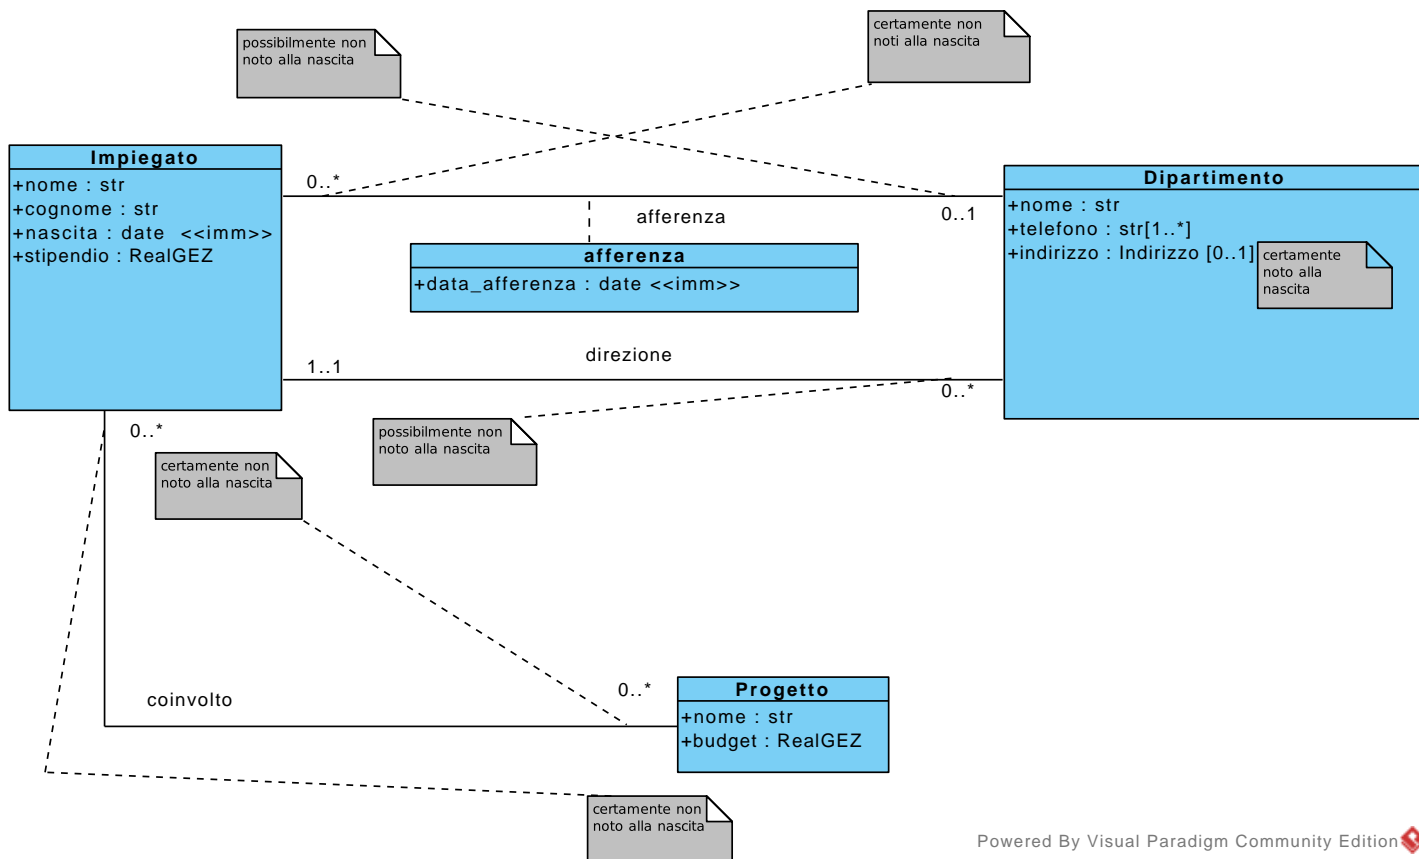 possibilmente non
noto alla nascita
certamente non
noti alla nascita
Impiegato
+nome : str
+cognome : str
+nascita : date <<imm>>
+stipendio : RealGEZ
0..*
afferenza
0..1
Dipartimento
+nome : str
+telefono : str[1..*]
+indirizzo : Indirizzo [0..1]
certamente
noto alla
nascita
afferenza
+data_afferenza : date <<imm>>
direzione
1..1
0..*
possibilmente non
noto alla nascita
0..*
certamente non
noto alla nascita
coinvolto
0..*
Progetto
+nome : str
+budget : RealGEZ
certamente non
noto alla nascita
Powered By Visual Paradigm Community Edition